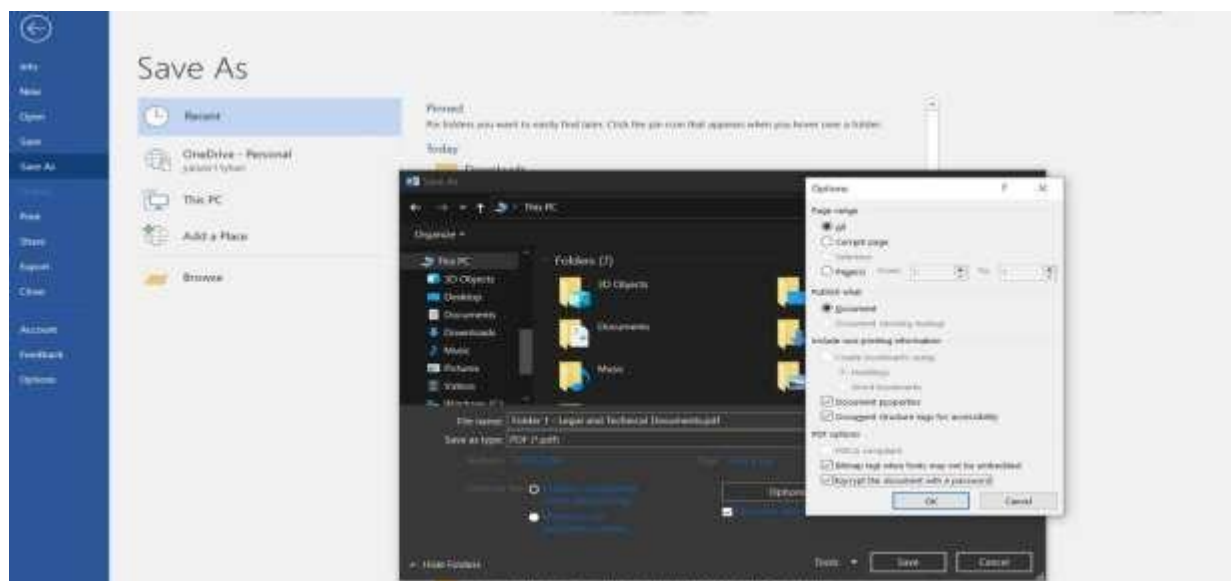 Save As
Info
New
Open
Save
Save As
Print
Share
Export
Close
Account
Feedback
Options
Recent
OneDrive - Personal
This PC
Add a Place
Browse
Pinned
Pin folders you want to easily find later. Click the pin icon that appears when you hover over a folder.
Today
Downloads
Save As
This PC
Organize
This PC
3D Objects
Desktop
Documents
Downloads
Music
Pictures
Videos
Folders (7)
3D Objects
Documents
Music
File name: Folder 1 - Legal and Technical Documents.pdf
Save as type: PDF (*.pdf)
Options
Hide Folders
Tools
Save
Cancel
Options
?
Page range
All
Current page
Selection
Page(s) From: 1 To: 1
Publish what
Document
Document showing markup
Include non-printing information
Create bookmarks using:
Headings
Word bookmarks
Document properties
Document structure tags for accessibility
PDF options
Bitmap text when fonts may not be embedded
Encrypt the document with a password
OK
Cancel